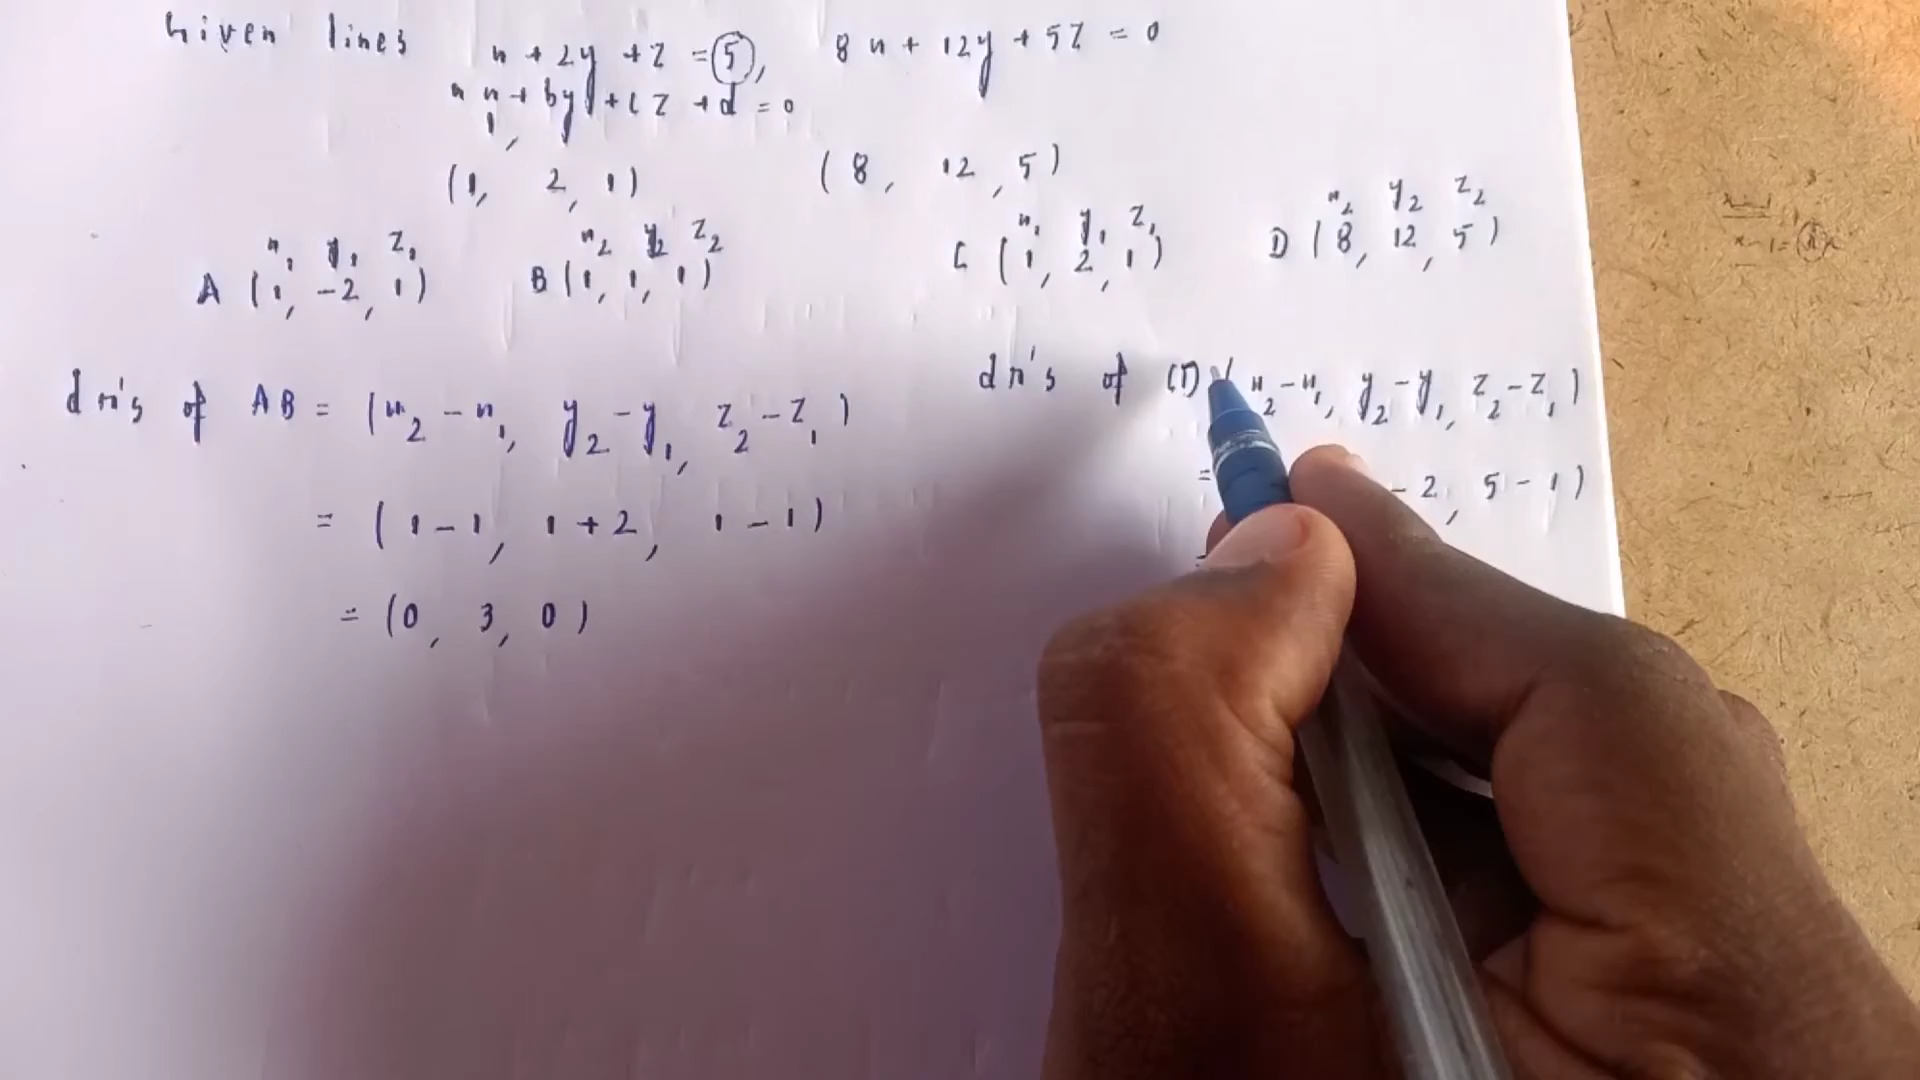 Given lines x + 2y + z = 5, 8x + 12y + 5z = 0
ax + by + cz + d = 0
(1, 2, 1) (8, 12, 5)
x₁ y₁ z₁ x₂ y₂ z₂ x₁ y₁ z₁ x₂ y₂ z₂
A (1, -2, 1) B (1, 1, 1) C (1, 2, 1) D (8, 12, 5)
dr's of AB = (x₂ - x₁, y₂ - y₁, z₂ - z₁) dr's of CD (x₂ - x₁, y₂ - y₁, z₂ - z₁)
= (1 - 1, 1 + 2, 1 - 1) = - 2, 5 - 1)
= (0, 3, 0) =